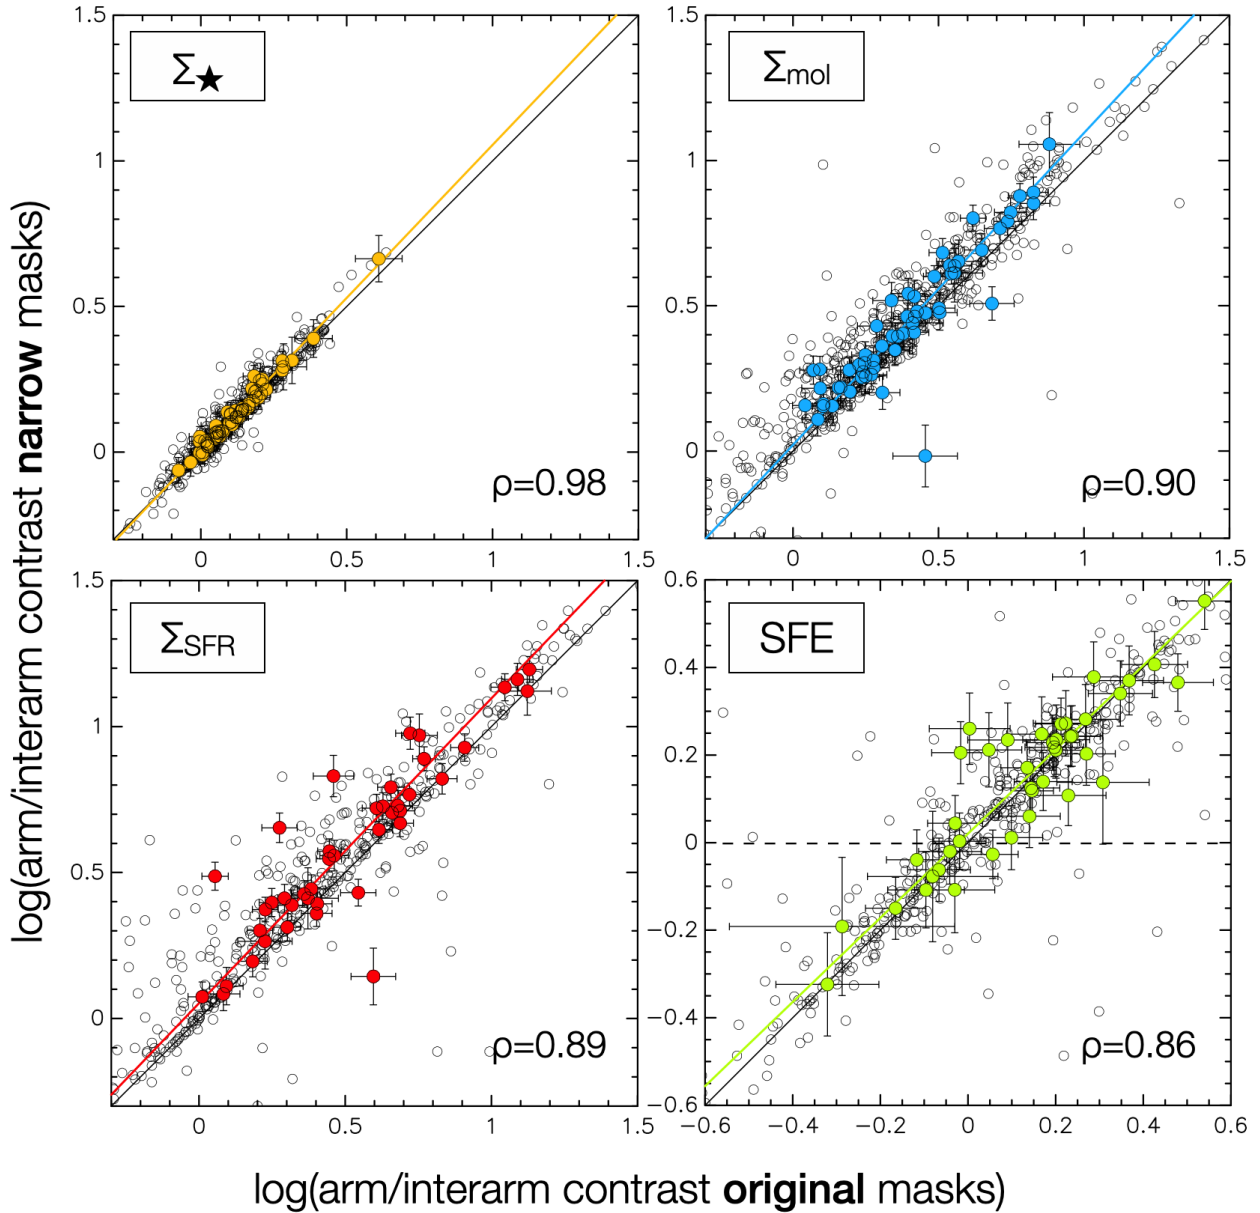 log(arm/interarm contrast narrow masks)
1.5
1
0.5
0
Σ★
ρ=0.98
0 0.5 1 1.5
1.5
1
0.5
0
Σmol
ρ=0.90
0 0.5 1 1.5
1.5
1
0.5
0
ΣSFR
ρ=0.89
0 0.5 1 1.5
0.6
0.4
0.2
0
−0.2
−0.4
−0.6
SFE
ρ=0.86
−0.6 −0.4 −0.2 0 0.2 0.4 0.6
log(arm/interarm contrast original masks)